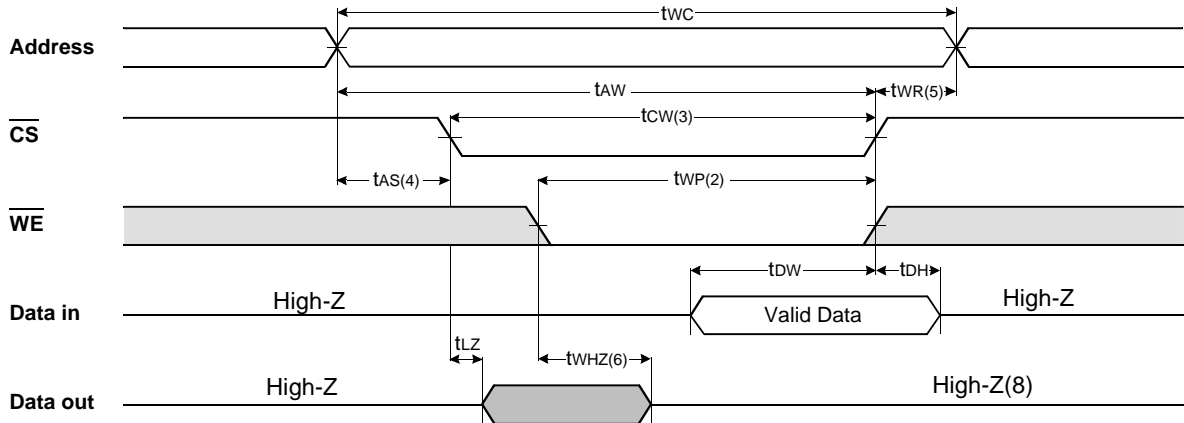 tWC
Address
tAW
tWR(5)
tCW(3)
CS
tAS(4)
tWP(2)
WE
tDW
tDH
High-Z
High-Z
Data in
Valid Data
tLZ
tWHZ(6)
High-Z
High-Z(8)
Data out